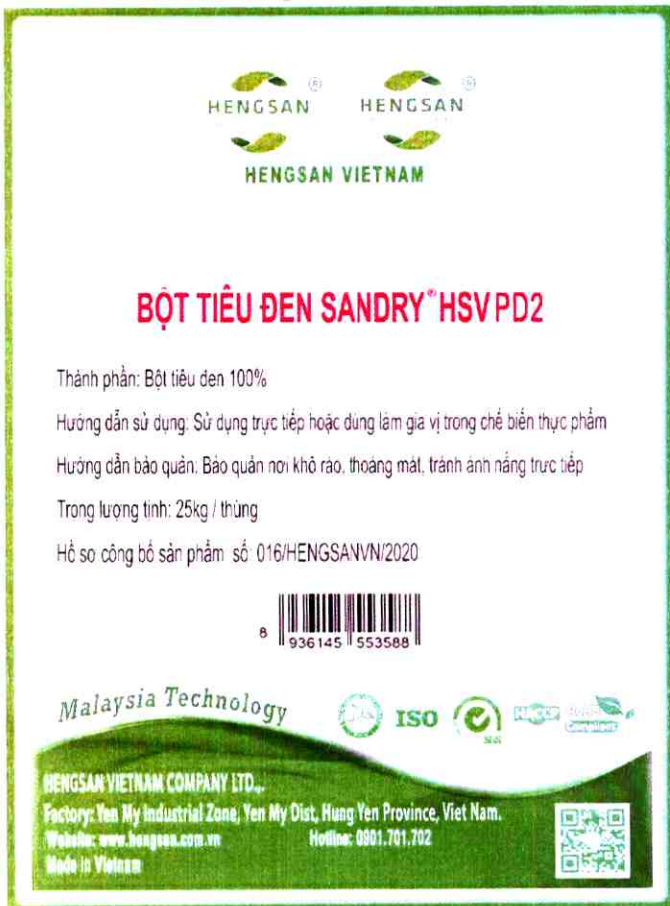 HENGSAN ® HENGSAN ®
HENGSAN VIETNAM
BỘT TIÊU ĐEN SANDRY® HSVPD2
Thành phần: Bột tiêu đen 100%
Hướng dẫn sử dụng: Sử dụng trực tiếp hoặc dùng làm gia vị trong chế biến thực phẩm
Hướng dẫn bảo quản: Bảo quản nơi khô ráo, thoáng mát, tránh ánh nắng trực tiếp
Trọng lượng tịnh: 25kg / thùng
Hồ sơ công bố sản phẩm số: 016/HENGSANVN/2020
8 936145 553588
Malaysia Technology
ISO
HACCP
HENGSAN VIETNAM COMPANY LTD.,.
Factory: Yen My Industrial Zone, Yen My Dist, Hung Yen Province, Viet Nam.
Website: www.hengsan.com.vn Hotline: 0901.701.702
Made in Vietnam